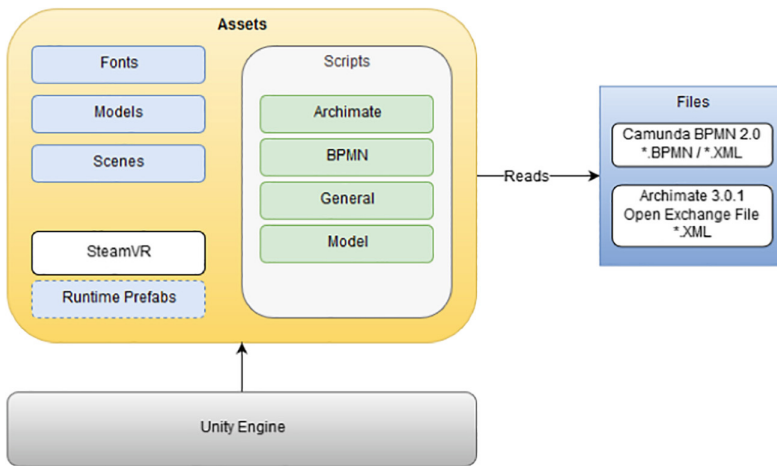 Assets
Fonts
Models
Scenes
SteamVR
Runtime Prefabs
Scripts
Archimate
BPMN
General
Model
Reads
Files
Camunda BPMN 2.0
*.BPMN / *.XML
Archimate 3.0.1
Open Exchange File
*.XML
Unity Engine